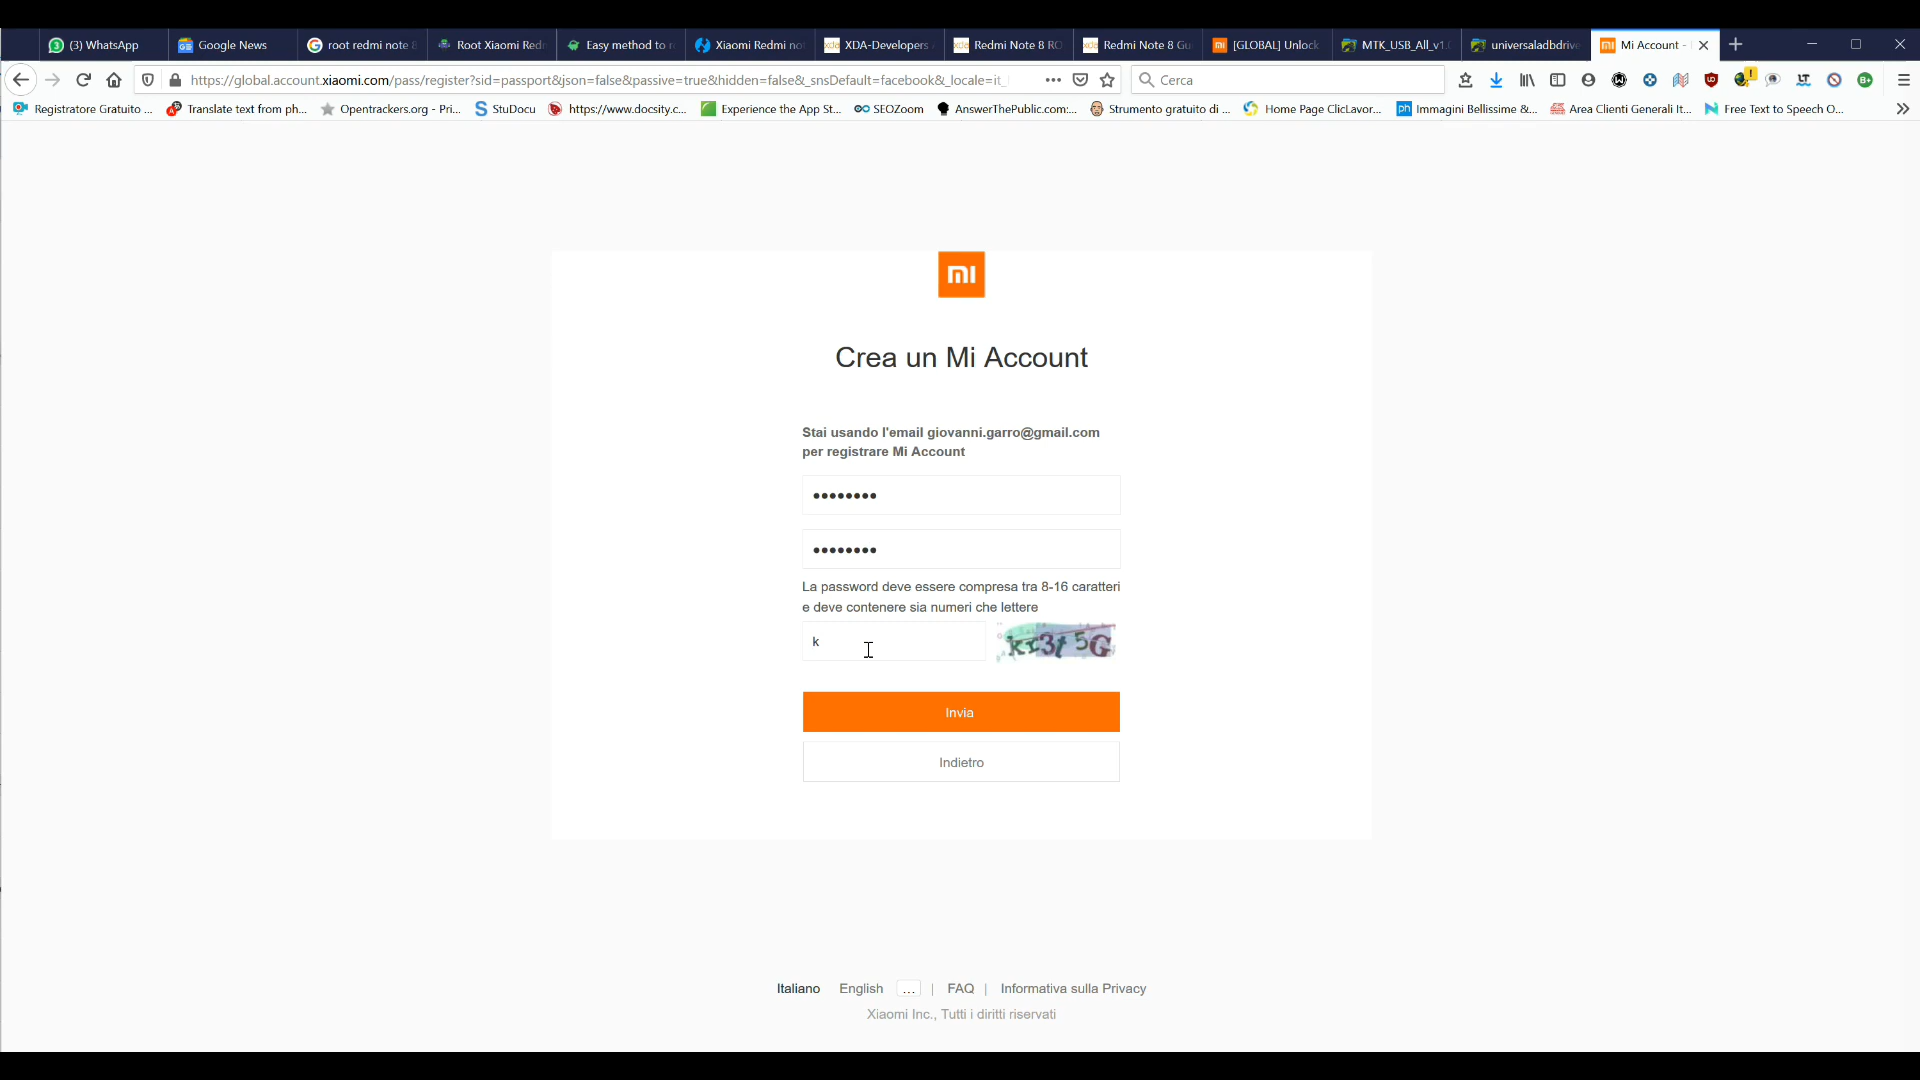 (3) WhatsApp
Google News
root redmi note 8
Root Xiaomi Red
Easy method to r
Xiaomi Redmi not
XDA-Developers
Redmi Note 8 RO
Redmi Note 8 Gu
[GLOBAL] Unlock
MTK_USB_All_v1.
universaladbdrive
Mi Account -
https://global.account.xiaomi.com/pass/register?sid=passport&json=false&passive=true&hidden=false&_snsDefault=facebook&_locale=it_
Cerca
Registratore Gratuito ...
Translate text from ph...
Opentrackers.org - Pri...
StuDocu
https://www.docsity.c...
Experience the App St...
SEOZoom
AnswerThePublic.com:...
Strumento gratuito di ...
Home Page ClicLavor...
Immagini Bellissime &...
Area Clienti Generali It...
Free Text to Speech O...
Crea un Mi Account
Stai usando l'email giovanni.garro@gmail.com
per registrare Mi Account
La password deve essere compresa tra 8-16 caratteri
e deve contenere sia numeri che lettere
k
kr3t5G
Invia
Indietro
Italiano English ... | FAQ | Informativa sulla Privacy
Xiaomi Inc., Tutti i diritti riservati